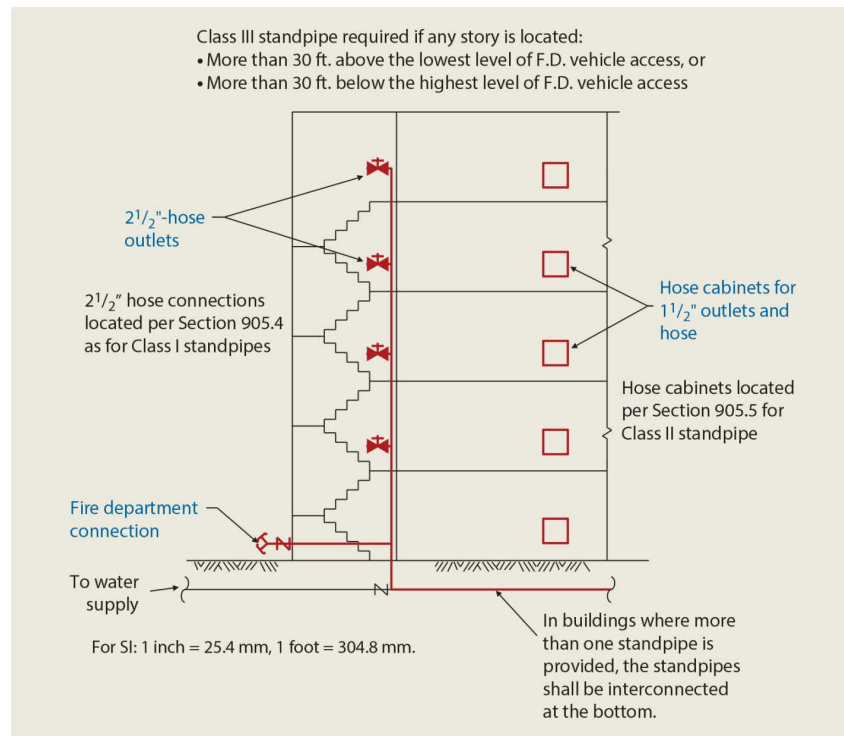 Class III standpipe required if any story is located:
• More than 30 ft. above the lowest level of F.D. vehicle access, or
• More than 30 ft. below the highest level of F.D. vehicle access
2 1/2"-hose
outlets
2 1/2" hose connections
located per Section 905.4
as for Class I standpipes
Hose cabinets for
1 1/2" outlets and
hose
Hose cabinets located
per Section 905.5 for
Class II standpipe
Fire department
connection
To water
supply
For SI: 1 inch = 25.4 mm, 1 foot = 304.8 mm.
In buildings where more
than one standpipe is
provided, the standpipes
shall be interconnected
at the bottom.